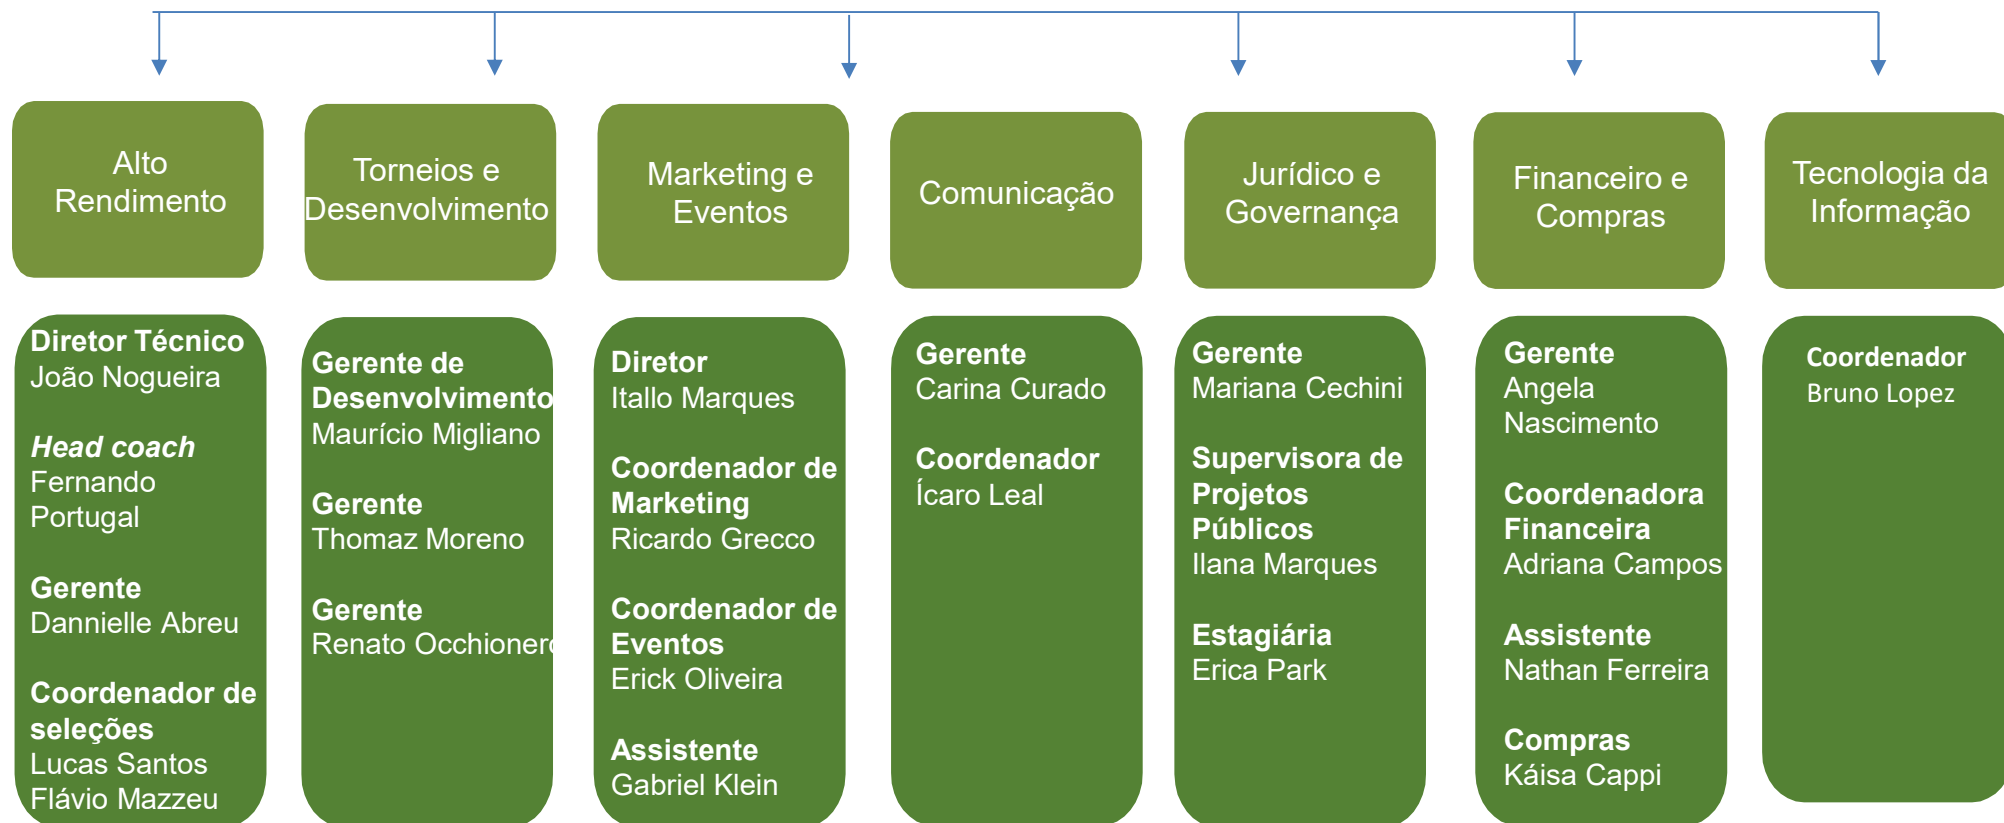 Alto
Rendimento
Torneios e
Desenvolvimento
Marketing e
Eventos
Comunicação
Jurídico e
Governança
Financeiro e
Compras
Tecnologia da
Informação
Diretor Técnico
João Nogueira
Head coach
Fernando
Portugal
Gerente
Dannielle Abreu
Coordenador de
seleções
Lucas Santos
Flávio Mazzeu
Gerente de
Desenvolvimento
Maurício Migliano
Gerente
Thomaz Moreno
Gerente
Renato Occhionero
Diretor
Itallo Marques
Coordenador de
Marketing
Ricardo Grecco
Coordenador de
Eventos
Erick Oliveira
Assistente
Gabriel Klein
Gerente
Carina Curado
Coordenador
Ícaro Leal
Gerente
Mariana Cechini
Supervisora de
Projetos
Públicos
Ilana Marques
Estagiária
Erica Park
Gerente
Angela
Nascimento
Coordenadora
Financeira
Adriana Campos
Assistente
Nathan Ferreira
Compras
Káisa Cappi
Coordenador
Bruno Lopez